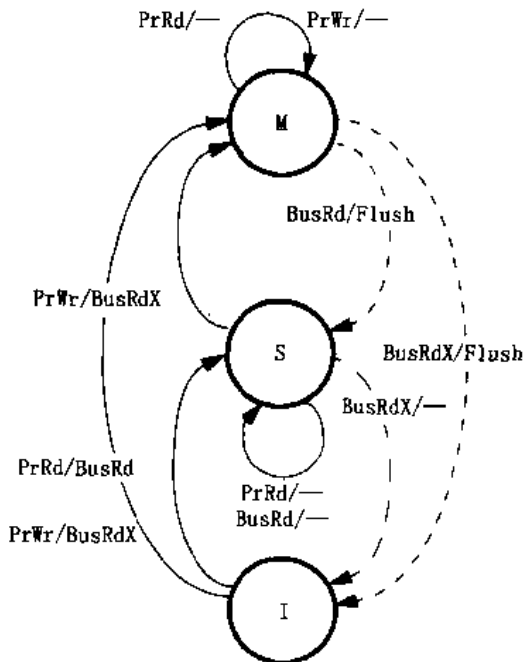 PrRd/—
PrWr/—
M
BusRd/Flush
PrWr/BusRdX
S
BusRdX/Flush
BusRdX/—
PrRd/BusRd
PrRd/—
BusRd/—
PrWr/BusRdX
I